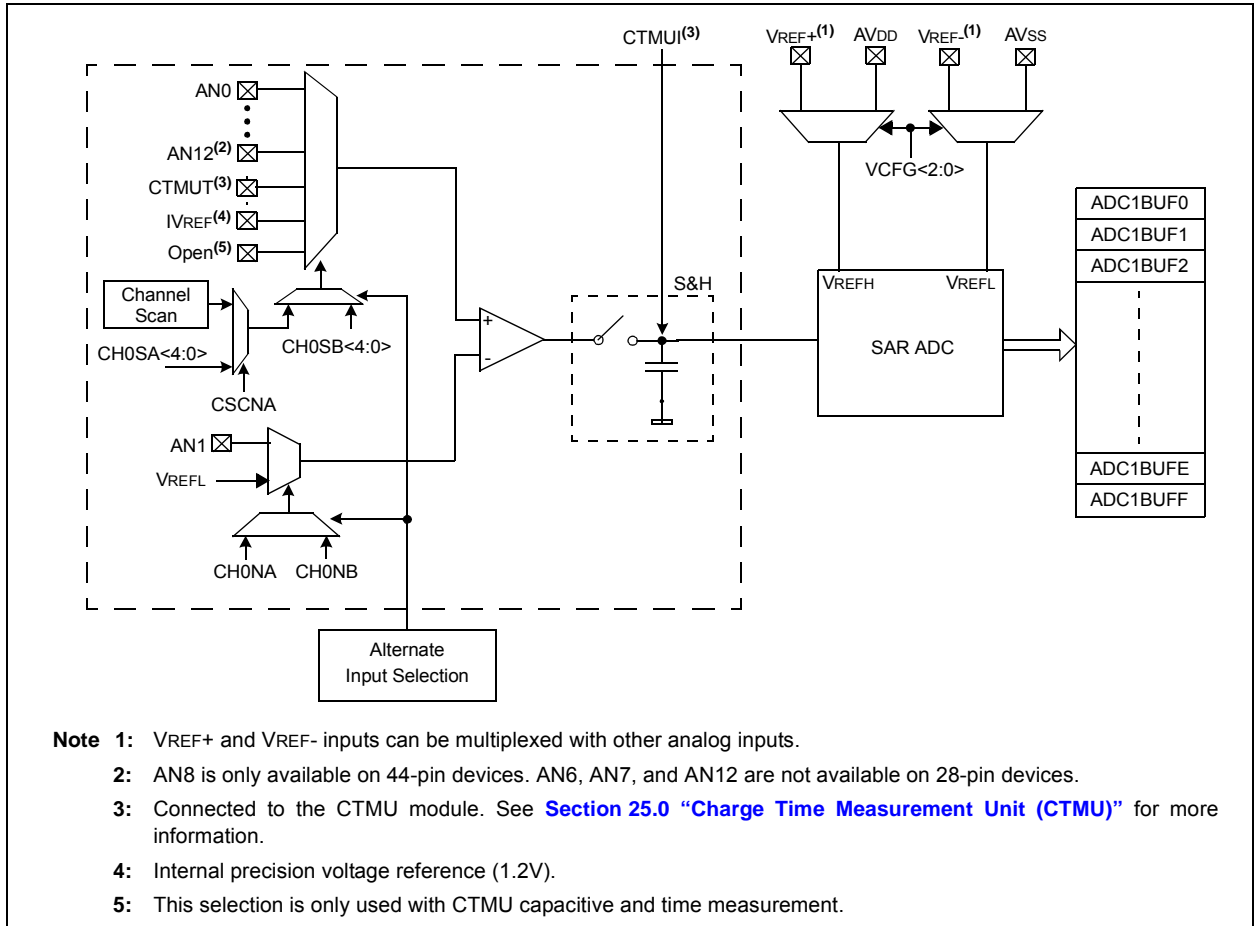 CTMUI(3)
VREF+(1) AVDD VREF-(1) AVSS
AN0
AN12(2)
CTMUT(3)
IVREF(4)
Open(5)
VCFG<2:0>
ADC1BUF0
ADC1BUF1
ADC1BUF2
Channel
Scan
S&H
VREFH VREFL
CH0SA<4:0>
CH0SB<4:0>
+
-
SAR ADC
CSCNA
AN1
VREFL
ADC1BUFE
ADC1BUFF
CH0NA CH0NB
Alternate
Input Selection
Note 1: VREF+ and VREF- inputs can be multiplexed with other analog inputs.
2: AN8 is only available on 44-pin devices. AN6, AN7, and AN12 are not available on 28-pin devices.
3: Connected to the CTMU module. See Section 25.0 “Charge Time Measurement Unit (CTMU)” for more
information.
4: Internal precision voltage reference (1.2V).
5: This selection is only used with CTMU capacitive and time measurement.